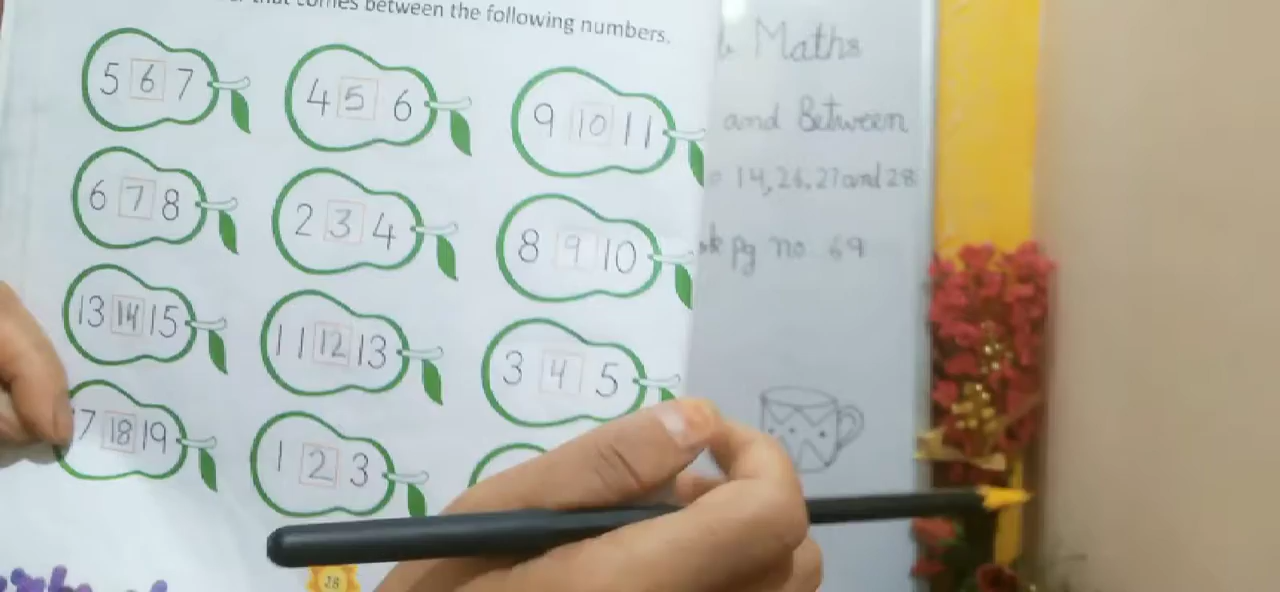 comes between the following numbers.
5 6 7 4 5 6 9 10 11
6 7 8 2 3 4 8 9 10
13 14 15 11 12 13 3 4 5
7 18 19 1 2 3
28
Maths
and Between
14, 26, 27 and 28
pg no 69